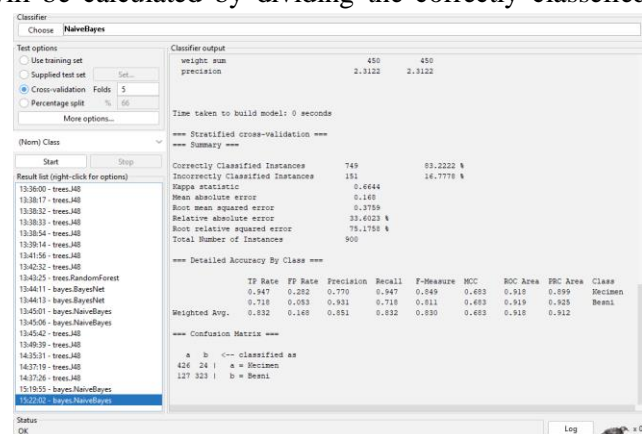 Classifier
Choose NaiveBayes
Test options
Use training set
Supplied test set Set...
Cross-validation Folds 5
Percentage split % 66
More options...
(Nom) Class
Start Stop
Result list (right-click for options)
13:36:00 - trees.J48
13:38:17 - trees.J48
13:38:32 - trees.J48
13:38:33 - trees.J48
13:38:54 - trees.J48
13:39:14 - trees.J48
13:41:56 - trees.J48
13:42:32 - trees.J48
13:43:25 - trees.RandomForest
13:44:11 - bayes.BayesNet
13:44:13 - bayes.BayesNet
13:45:01 - bayes.NaiveBayes
13:45:06 - bayes.NaiveBayes
13:45:42 - trees.J48
13:49:39 - trees.J48
14:35:31 - trees.J48
14:37:19 - trees.J48
14:37:26 - trees.J48
15:19:55 - bayes.NaiveBayes
15:22:02 - bayes.NaiveBayes
Classifier output
weight sum 450 450
precision 2.3122 2.3122
Time taken to build model: 0 seconds
=== Stratified cross-validation ===
=== Summary ===
Correctly Classified Instances 749 83.2222 %
Incorrectly Classified Instances 151 16.7778 %
Kappa statistic 0.6644
Mean absolute error 0.168
Root mean squared error 0.3759
Relative absolute error 33.6023 %
Root relative squared error 75.1758 %
Total Number of Instances 900
=== Detailed Accuracy By Class ===
TP Rate FP Rate Precision Recall F-Measure MCC ROC Area PRC Area Class
0.947 0.282 0.770 0.947 0.849 0.683 0.918 0.899 Kecimen
0.718 0.053 0.931 0.718 0.811 0.683 0.919 0.925 Besni
Weighted Avg. 0.832 0.168 0.851 0.832 0.830 0.683 0.918 0.912
=== Confusion Matrix ===
a b <-- classified as
426 24 | a = Kecimen
127 323 | b = Besni
Status
OK
Log
x 0